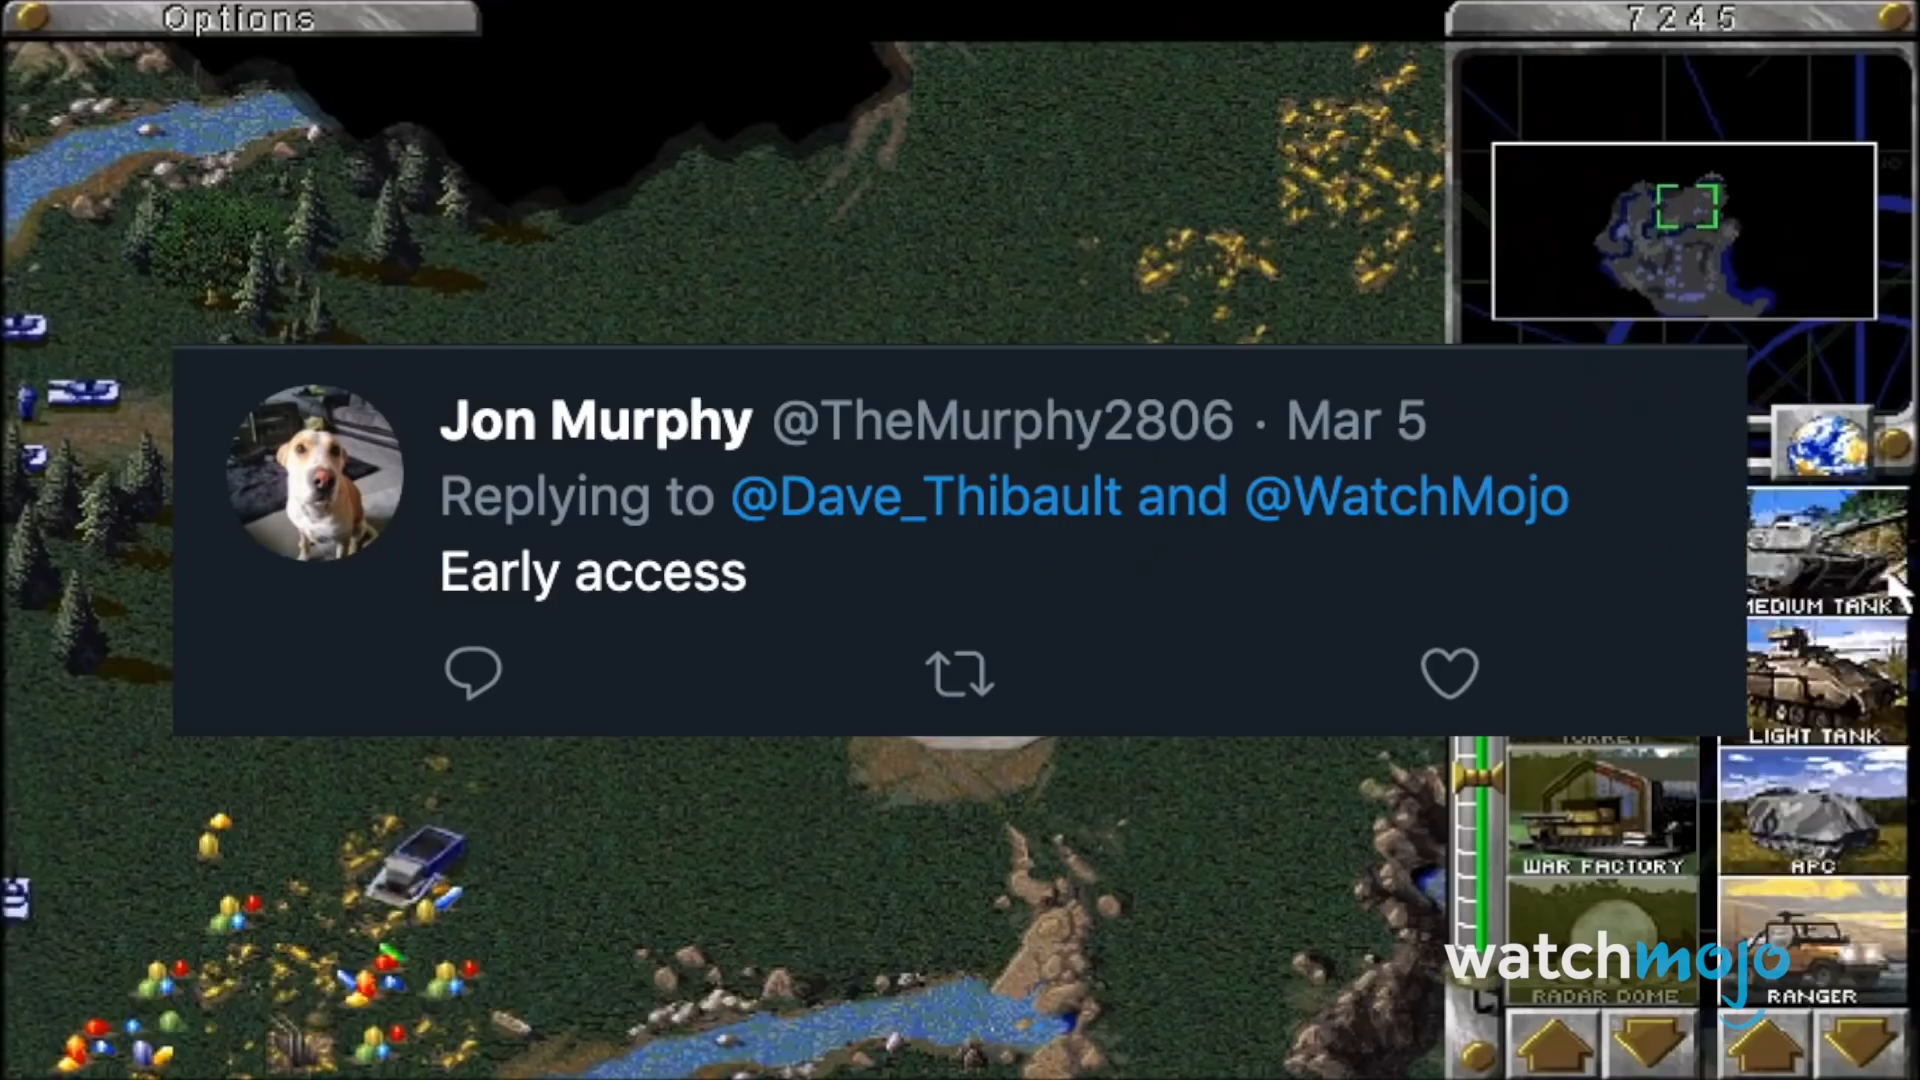 Options
7245
Jon Murphy @TheMurphy2806 · Mar 5
Replying to @Dave_Thibault and @WatchMojo
Early access
MEDIUM TANK
LIGHT TANK
WAR FACTORY
APC
RADAR DOME
RANGER
watchmojo